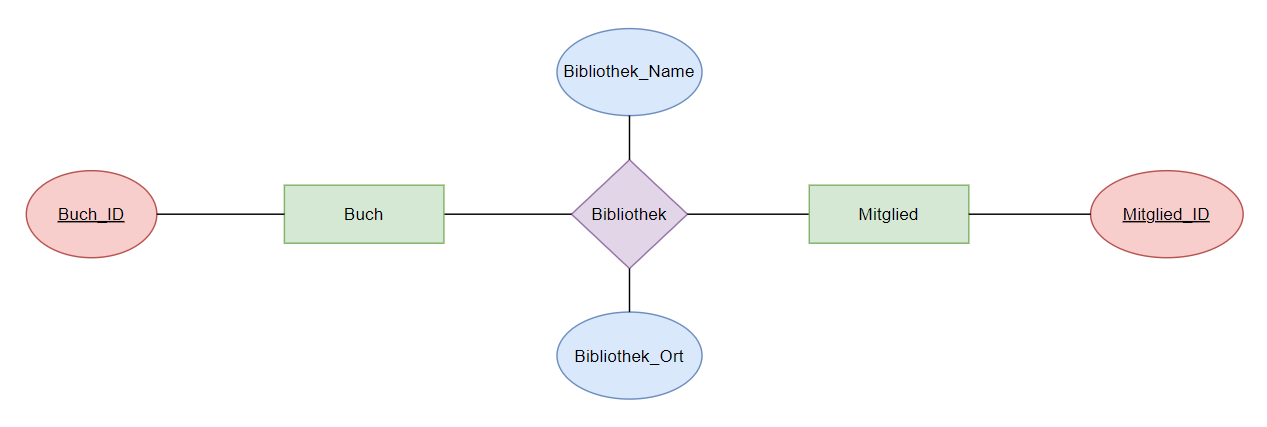 Bibliothek_Name
Buch_ID
Buch
Bibliothek
Mitglied
Mitglied_ID
Bibliothek_Ort